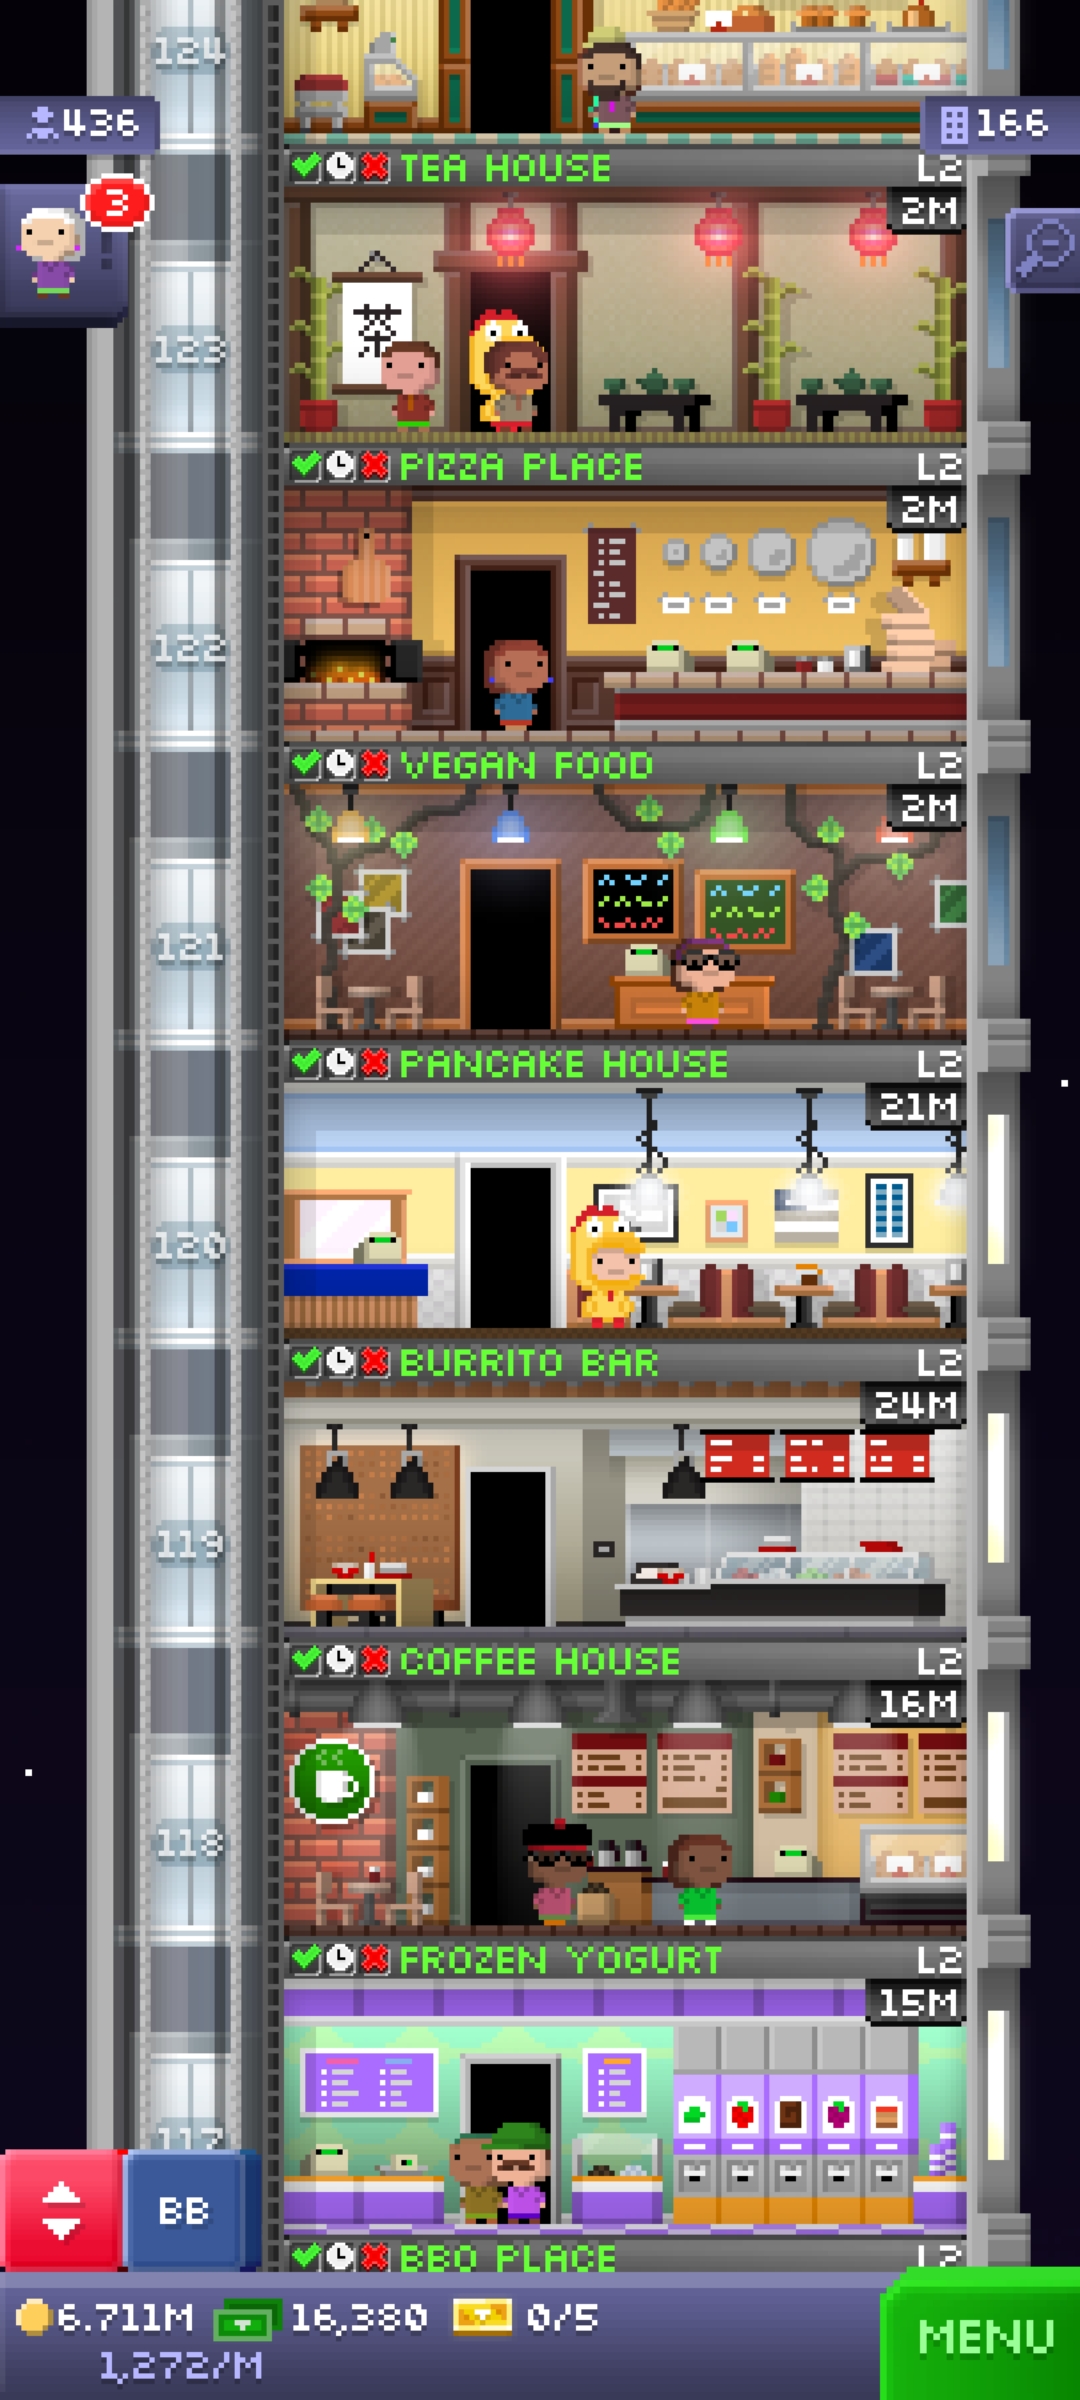 124
436
166
TEA HOUSE L2
3
2M
茶
123
PIZZA PLACE L2
2M
122
VEGAN FOOD L2
2M
121
PANCAKE HOUSE L2
21M
120
BURRITO BAR L2
24M
119
COFFEE HOUSE L2
16M
118
FROZEN YOGURT L2
15M
117
BB
BBQ PLACE L2
6.711M 16,380 0/5
1,272/M
MENU